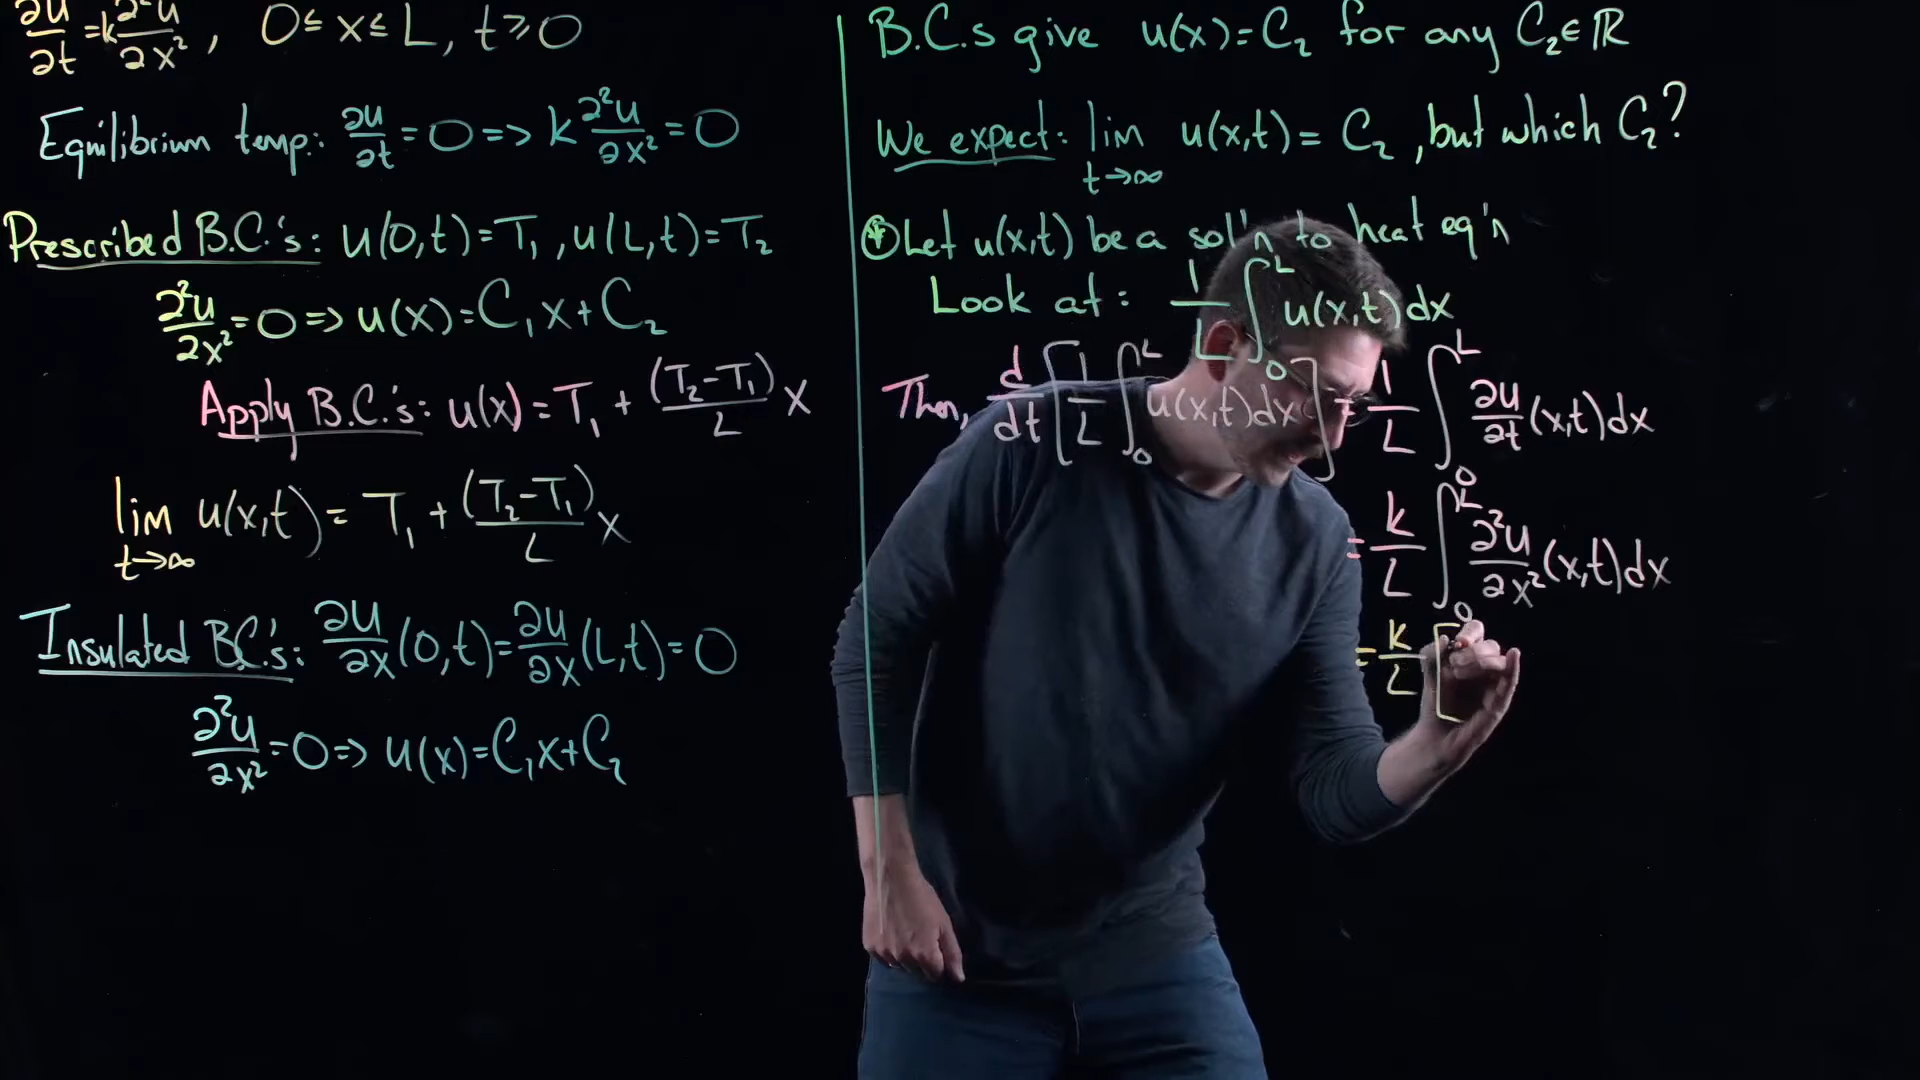 ∂u/∂t = k ∂²u/∂x² , 0 ≤ x ≤ L, t ≥ 0
Equilibrium temp.: ∂u/∂t = 0 => k ∂²u/∂x² = 0
Prescribed B.C.'s: u(0,t) = T₁ , u(L,t) = T₂
∂²u/∂x² = 0 => u(x) = C₁x + C₂
Apply B.C.'s: u(x) = T₁ + (T₂-T₁)/L x
lim t→∞ u(x,t) = T₁ + (T₂-T₁)/L x
Insulated B.C.'s: ∂u/∂x (0,t) = ∂u/∂x (L,t) = 0
∂²u/∂x² = 0 => u(x) = C₁x + C₂
B.C.s give u(x) = C₂ for any C₂ ∈ ℝ
We expect: lim t→∞ u(x,t) = C₂ , but which C₂?
⊛ Let u(x,t) be a sol'n to heat eq'n
Look at: 1/L ∫₀ᴸ u(x,t)dx
Then, d/dt [1/L ∫₀ᴸ u(x,t)dx] = 1/L ∫₀ᴸ ∂u/∂t (x,t)dx
= k/L ∫₀ᴸ ∂²u/∂x² (x,t)dx
= k/L [